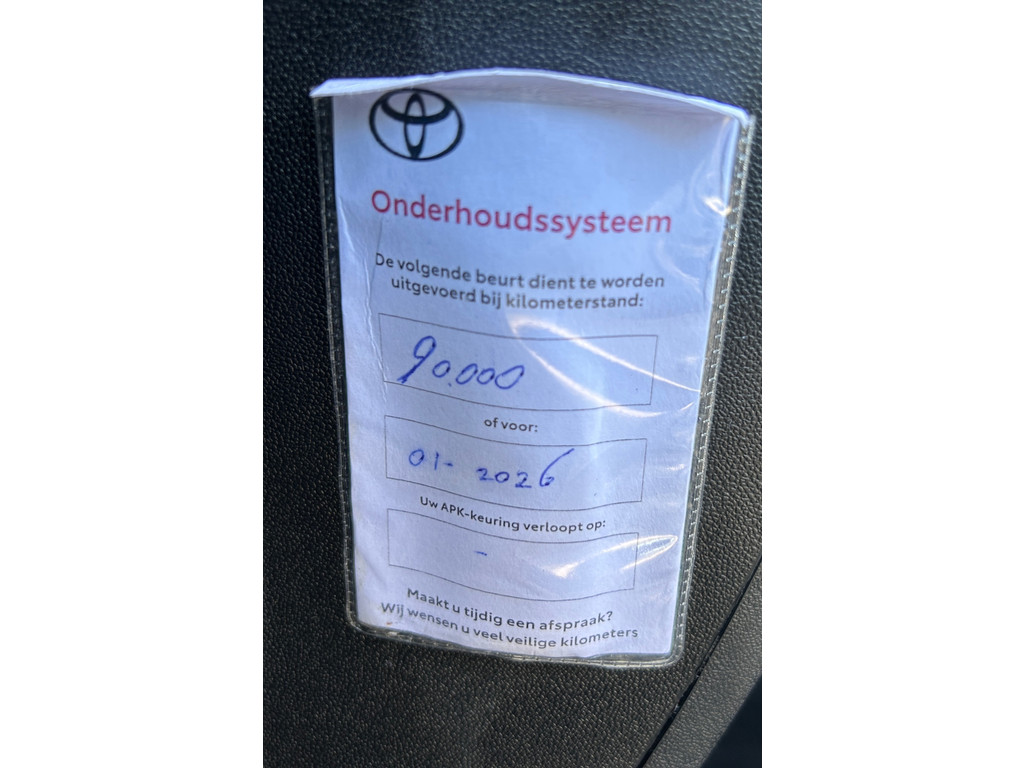 Onderhoudssysteem
De volgende beurt dient te worden
uitgevoerd bij kilometerstand:
90.000
of voor:
01- 2026
Uw APK-keuring verloopt op:
-
Maakt u tijdig een afspraak?
Wij wensen u veel veilige kilometers